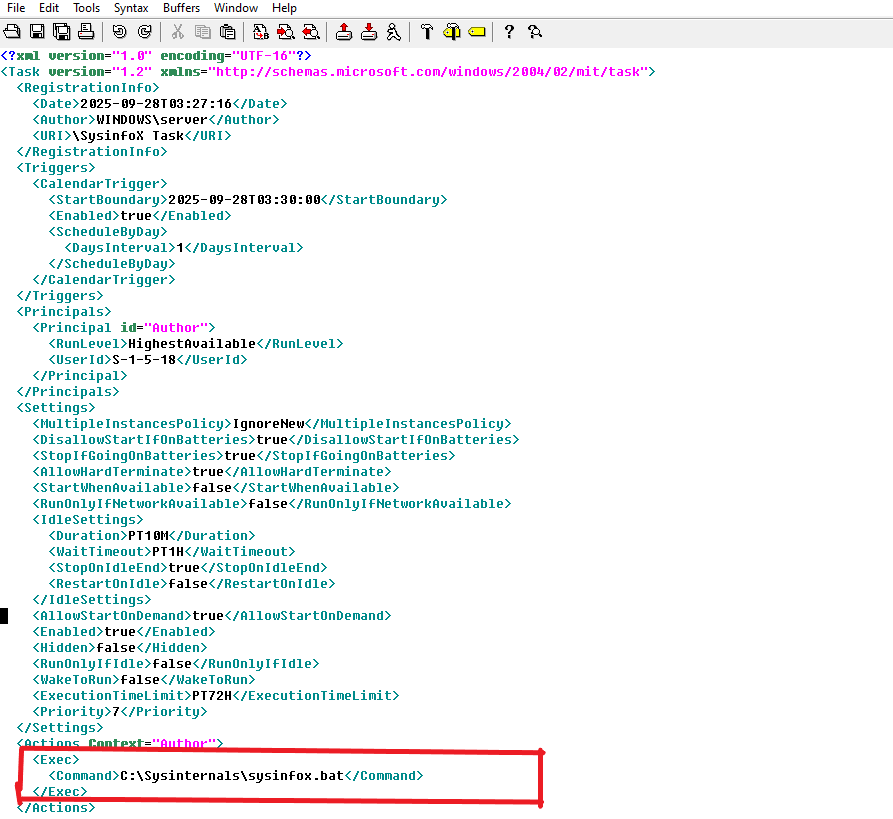 File Edit Tools Syntax Buffers Window Help
<?xml version="1.0" encoding="UTF-16"?>
<Task version="1.2" xmlns="http://schemas.microsoft.com/windows/2004/02/mit/task">
<RegistrationInfo>
<Date>2025-09-28T03:27:16</Date>
<Author>WINDOWS\server</Author>
<URI>\SysinfoX Task</URI>
</RegistrationInfo>
<Triggers>
<CalendarTrigger>
<StartBoundary>2025-09-28T03:30:00</StartBoundary>
<Enabled>true</Enabled>
<ScheduleByDay>
<DaysInterval>1</DaysInterval>
</ScheduleByDay>
</CalendarTrigger>
</Triggers>
<Principals>
<Principal id="Author">
<RunLevel>HighestAvailable</RunLevel>
<UserId>S-1-5-18</UserId>
</Principal>
</Principals>
<Settings>
<MultipleInstancesPolicy>IgnoreNew</MultipleInstancesPolicy>
<DisallowStartIfOnBatteries>true</DisallowStartIfOnBatteries>
<StopIfGoingOnBatteries>true</StopIfGoingOnBatteries>
<AllowHardTerminate>true</AllowHardTerminate>
<StartWhenAvailable>false</StartWhenAvailable>
<RunOnlyIfNetworkAvailable>false</RunOnlyIfNetworkAvailable>
<IdleSettings>
<Duration>PT10M</Duration>
<WaitTimeout>PT1H</WaitTimeout>
<StopOnIdleEnd>true</StopOnIdleEnd>
<RestartOnIdle>false</RestartOnIdle>
</IdleSettings>
<AllowStartOnDemand>true</AllowStartOnDemand>
<Enabled>true</Enabled>
<Hidden>false</Hidden>
<RunOnlyIfIdle>false</RunOnlyIfIdle>
<WakeToRun>false</WakeToRun>
<ExecutionTimeLimit>PT72H</ExecutionTimeLimit>
<Priority>7</Priority>
</Settings>
<Actions Context="Author">
<Exec>
<Command>C:\Sysinternals\sysinfox.bat</Command>
</Exec>
</Actions>